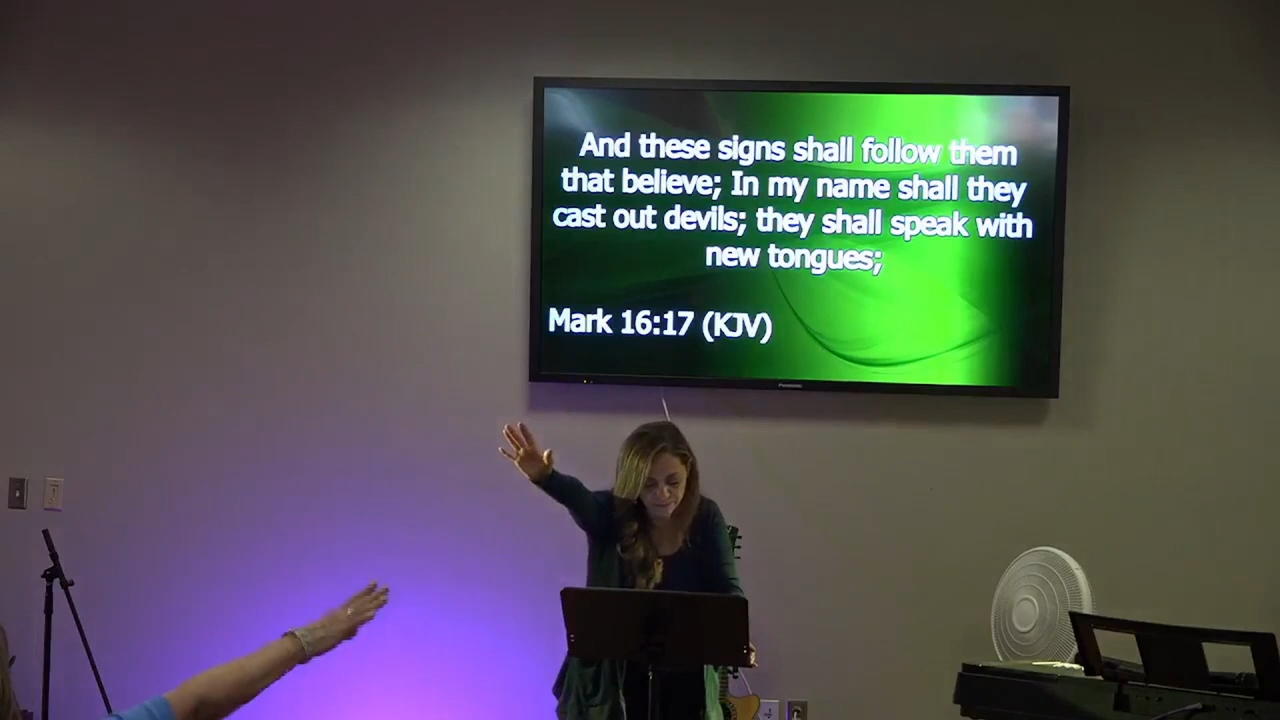 And these signs shall follow them
that believe; In my name shall they
cast out devils; they shall speak with
new tongues;
Mark 16:17 (KJV)
Panasonic